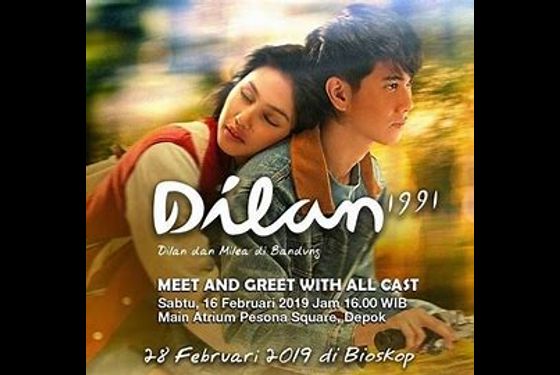 Dilan 1991
Dilan dan Milea di Bandung
MEET AND GREET WITH ALL CAST
Sabtu, 16 Februari 2019 Jam 16.00 WIB
Main Atrium Pesona Square, Depok
28 Februari 2019 di Bioskop